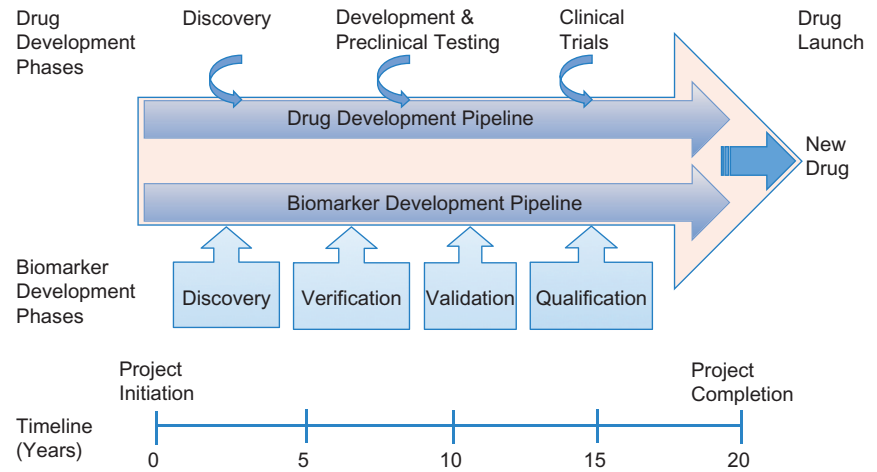 Drug
Development
Phases
Discovery
Development &
Preclinical Testing
Clinical
Trials
Drug
Launch
Drug Development Pipeline
New
Drug
Biomarker Development Pipeline
Biomarker
Development
Phases
Discovery
Verification
Validation
Qualification
Project
Initiation
Project
Completion
Timeline
(Years)
0
5
10
15
20